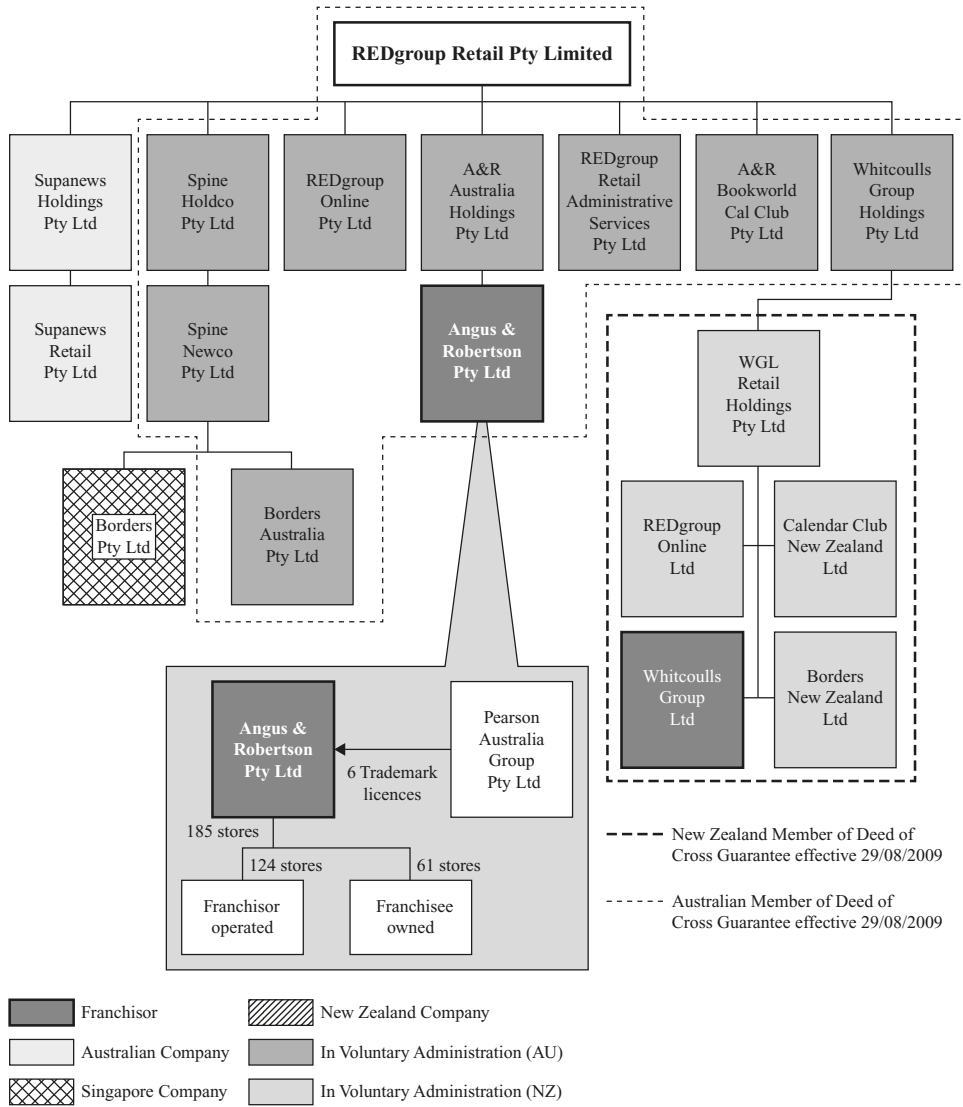 REDgroup Retail Pty Limited
Supanews
Holdings
Pty Ltd
Spine
Holdco
Pty Ltd
REDgroup
Online
Pty Ltd
A&R
Australia
Holdings
Pty Ltd
REDgroup
Retail
Administrative
Services
Pty Ltd
A&R
Bookworld
Cal Club
Pty Ltd
Whitcoulls
Group
Holdings
Pty Ltd
Supanews
Retail
Pty Ltd
Spine
Newco
Pty Ltd
Angus &
Robertson
Pty Ltd
WGL
Retail
Holdings
Pty Ltd
Borders
Pty Ltd
Borders
Australia
Pty Ltd
REDgroup
Online
Ltd
Calendar Club
New Zealand
Ltd
Whitcoulls
Group
Ltd
Borders
New Zealand
Ltd
Angus &
Robertson
Pty Ltd
6 Trademark
licences
Pearson
Australia
Group
Pty Ltd
185 stores
124 stores
61 stores
Franchisor
operated
Franchisee
owned
New Zealand Member of Deed of
Cross Guarantee effective 29/08/2009
Australian Member of Deed of
Cross Guarantee effective 29/08/2009
Franchisor
New Zealand Company
Australian Company
In Voluntary Administration (AU)
Singapore Company
In Voluntary Administration (NZ)